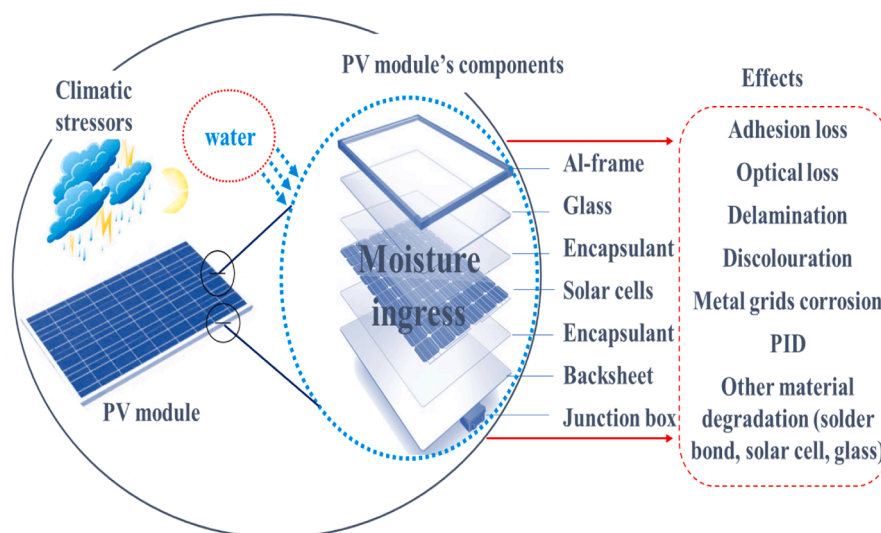 Climatic
stressors
water
PV module
PV module's components
Moisture
ingress
Al-frame
Glass
Encapsulant
Solar cells
Encapsulant
Backsheet
Junction box
Effects
Adhesion loss
Optical loss
Delamination
Discolouration
Metal grids corrosion
PID
Other material
degradation (solder
bond, solar cell, glass)